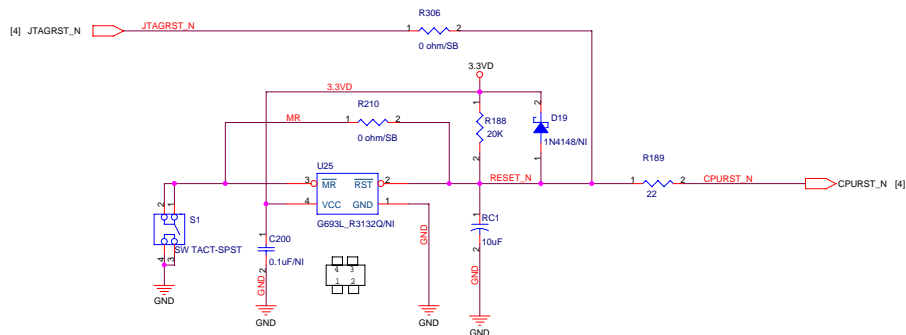 R306
[4] JTAGRST_N JTAGRST_N 1 2
0 ohm/SB
3.3VD
3.3VD
R210
MR 1 2
0 ohm/SB
1
R188
20K
2
2
D19
1N4148/NI
1
R189
U25
3 MR RST 2
RESET_N
1 2
22
CPURST_N
CPURST_N [4]
4 VCC GND 1
G693L_R3132Q/NI
2 1
S1
SW TACT-SPST
4 3
GND
1
C200
0.1uF/NI
2
GND
GND
4 3
1 2
GND
GND
1
RC1
10uF
2
GND
GND